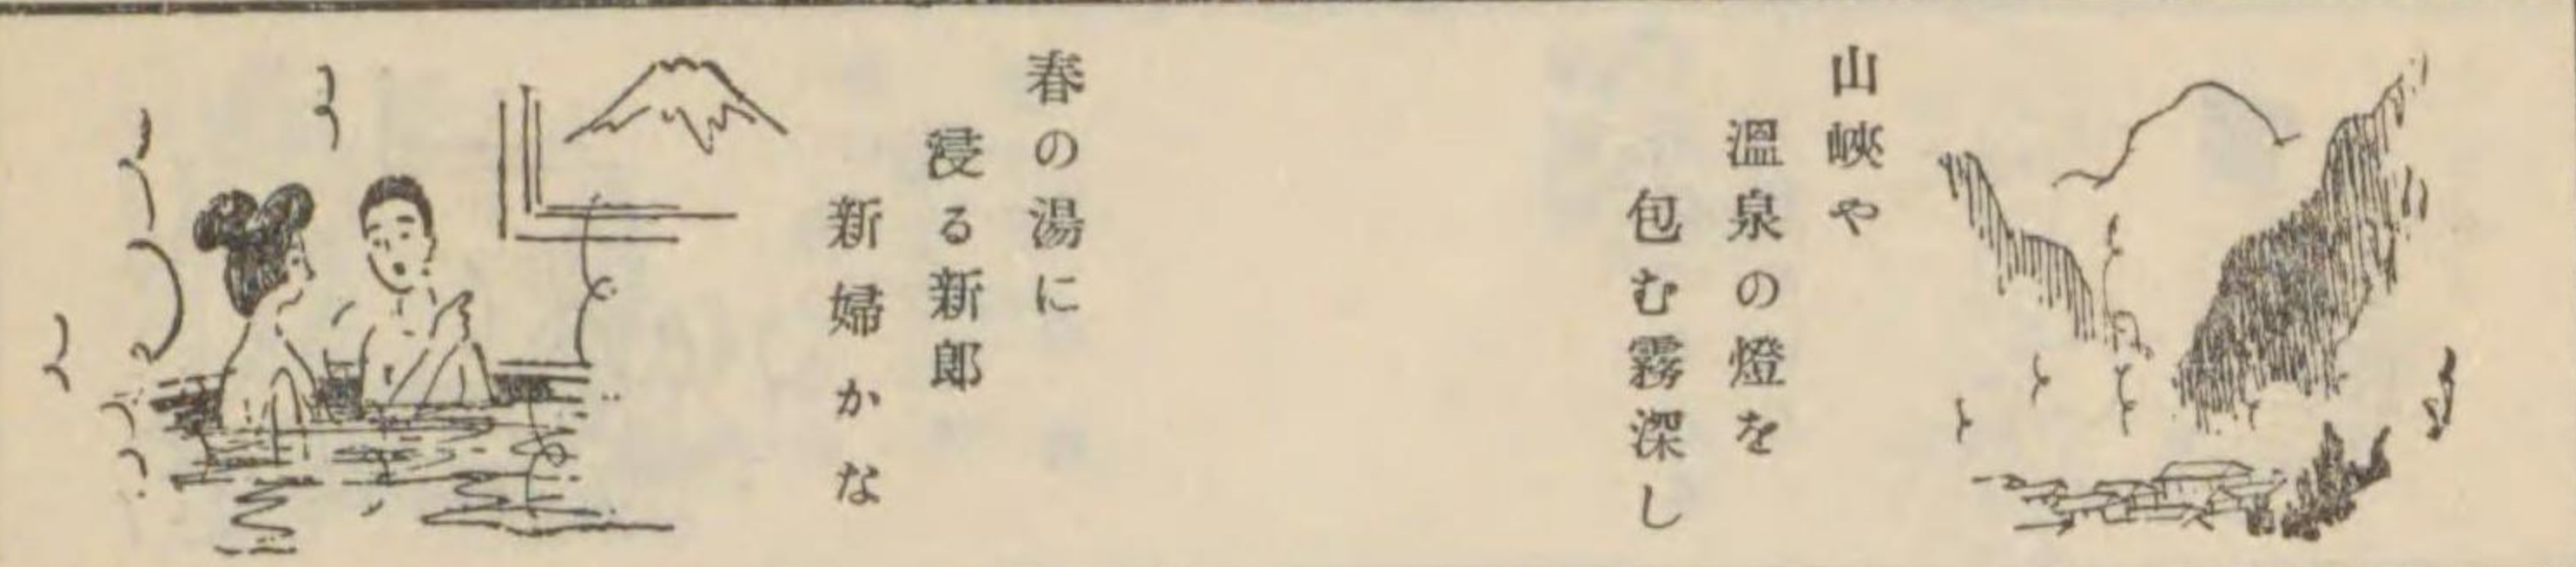 山峽や
溫泉の燈を
包む霧深し
春の湯に
浸る新郎
新婦かな